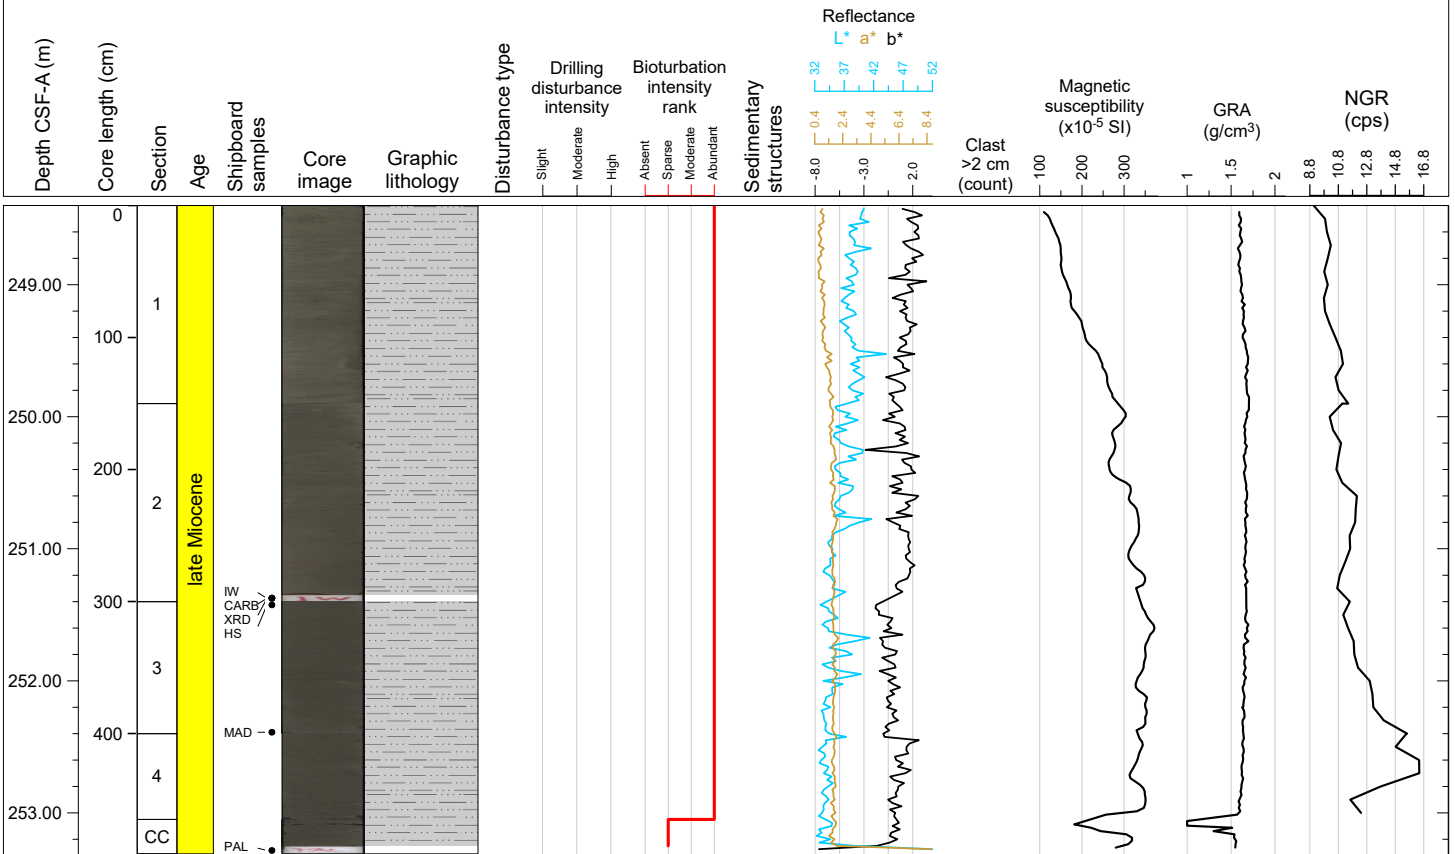 Depth CSF-A (m)
Core length (cm)
Section
Age
Shipboard
samples
Core
image
Graphic
lithology
Disturbance type
Drilling
disturbance
intensity
Slight
Moderate
High
Bioturbation
intensity
rank
Absent
Sparse
Moderate
Abundant
Sedimentary
structures
Reflectance
L* a* b*
32 37 42 47 52
0.4 2.4 4.4 6.4 8.4
-8.0 -3.0 2.0
Clast
>2 cm
(count)
Magnetic
susceptibility
(x10-5 SI)
100 200 300
GRA
(g/cm3)
1 1.5 2
NGR
(cps)
8.8 10.8 12.8 14.8 16.8
0
249.00
1
100
250.00
200
late Miocene
2
251.00
IW
300
CARB
XRD
HS
3
252.00
400
MAD
4
253.00
CC
PAL